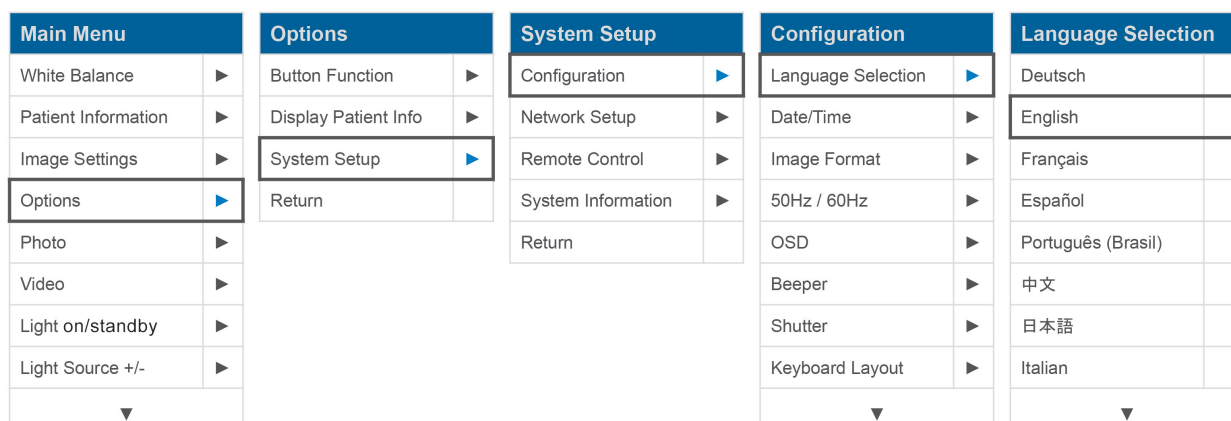 Main Menu
White Balance
Patient Information
Image Settings
Options
Photo
Video
Light on/standby
Light Source +/-
Options
Button Function
Display Patient Info
System Setup
Return
System Setup
Configuration
Network Setup
Remote Control
System Information
Return
Configuration
Language Selection
Date/Time
Image Format
50Hz / 60Hz
OSD
Beeper
Shutter
Keyboard Layout
Language Selection
Deutsch
English
Français
Español
Português (Brasil)
中文
日本語
Italian